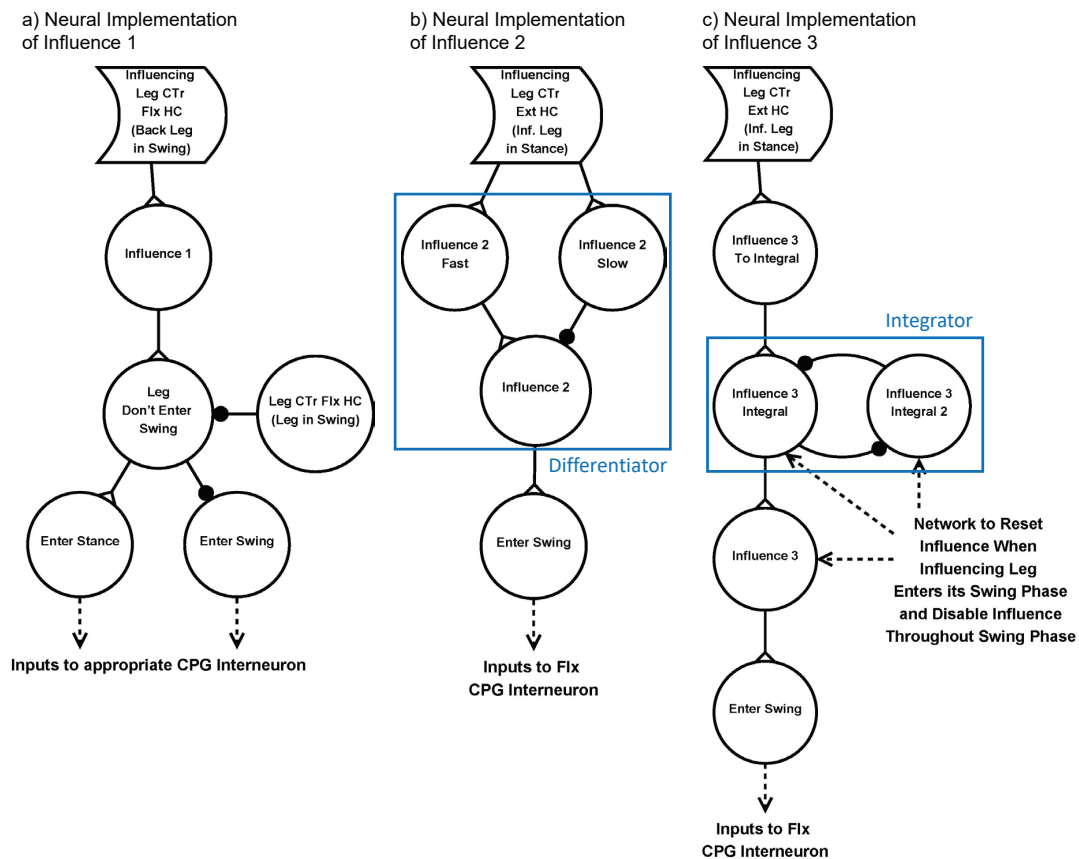 a) Neural Implementation
of Influence 1
Influencing
Leg CTr
Flx HC
(Back Leg
in Swing)
Influence 1
Leg
Don't Enter
Swing
Leg CTr Flx HC
(Leg in Swing)
Enter Stance
Enter Swing
Inputs to appropriate CPG Interneuron
b) Neural Implementation
of Influence 2
Influencing
Leg CTr
Ext HC
(Inf. Leg
in Stance)
Influence 2
Fast
Influence 2
Slow
Influence 2
Differentiator
Enter Swing
Inputs to Flx
CPG Interneuron
c) Neural Implementation
of Influence 3
Influencing
Leg CTr
Ext HC
(Inf. Leg
in Stance)
Influence 3
To Integral
Integrator
Influence 3
Integral
Influence 3
Integral 2
Network to Reset
Influence When
Influencing Leg
Enters its Swing Phase
and Disable Influence
Throughout Swing Phase
Influence 3
Enter Swing
Inputs to Flx
CPG Interneuron